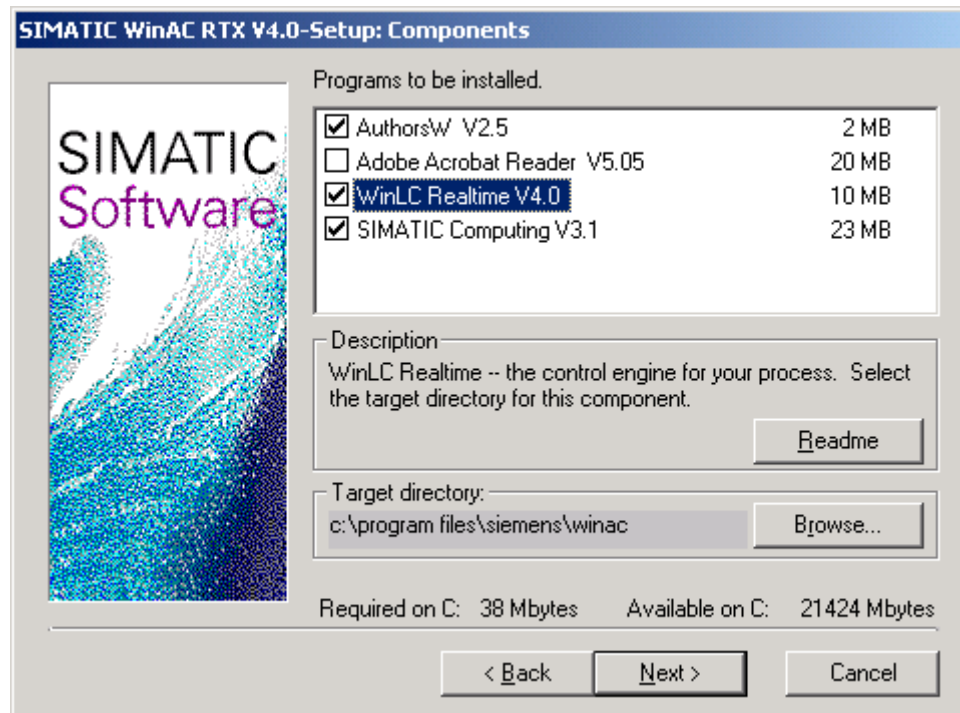 SIMATIC WinAC RTX V4.0-Setup: Components
SIMATIC
Software
Programs to be installed.
AuthorsW V2.5 2 MB
Adobe Acrobat Reader V5.05 20 MB
WinLC Realtime V4.0 10 MB
SIMATIC Computing V3.1 23 MB
Description
WinLC Realtime -- the control engine for your process. Select
the target directory for this component.
Readme
Target directory:
c:\program files\siemens\winac
Browse...
Required on C: 38 Mbytes Available on C: 21424 Mbytes
< Back Next > Cancel